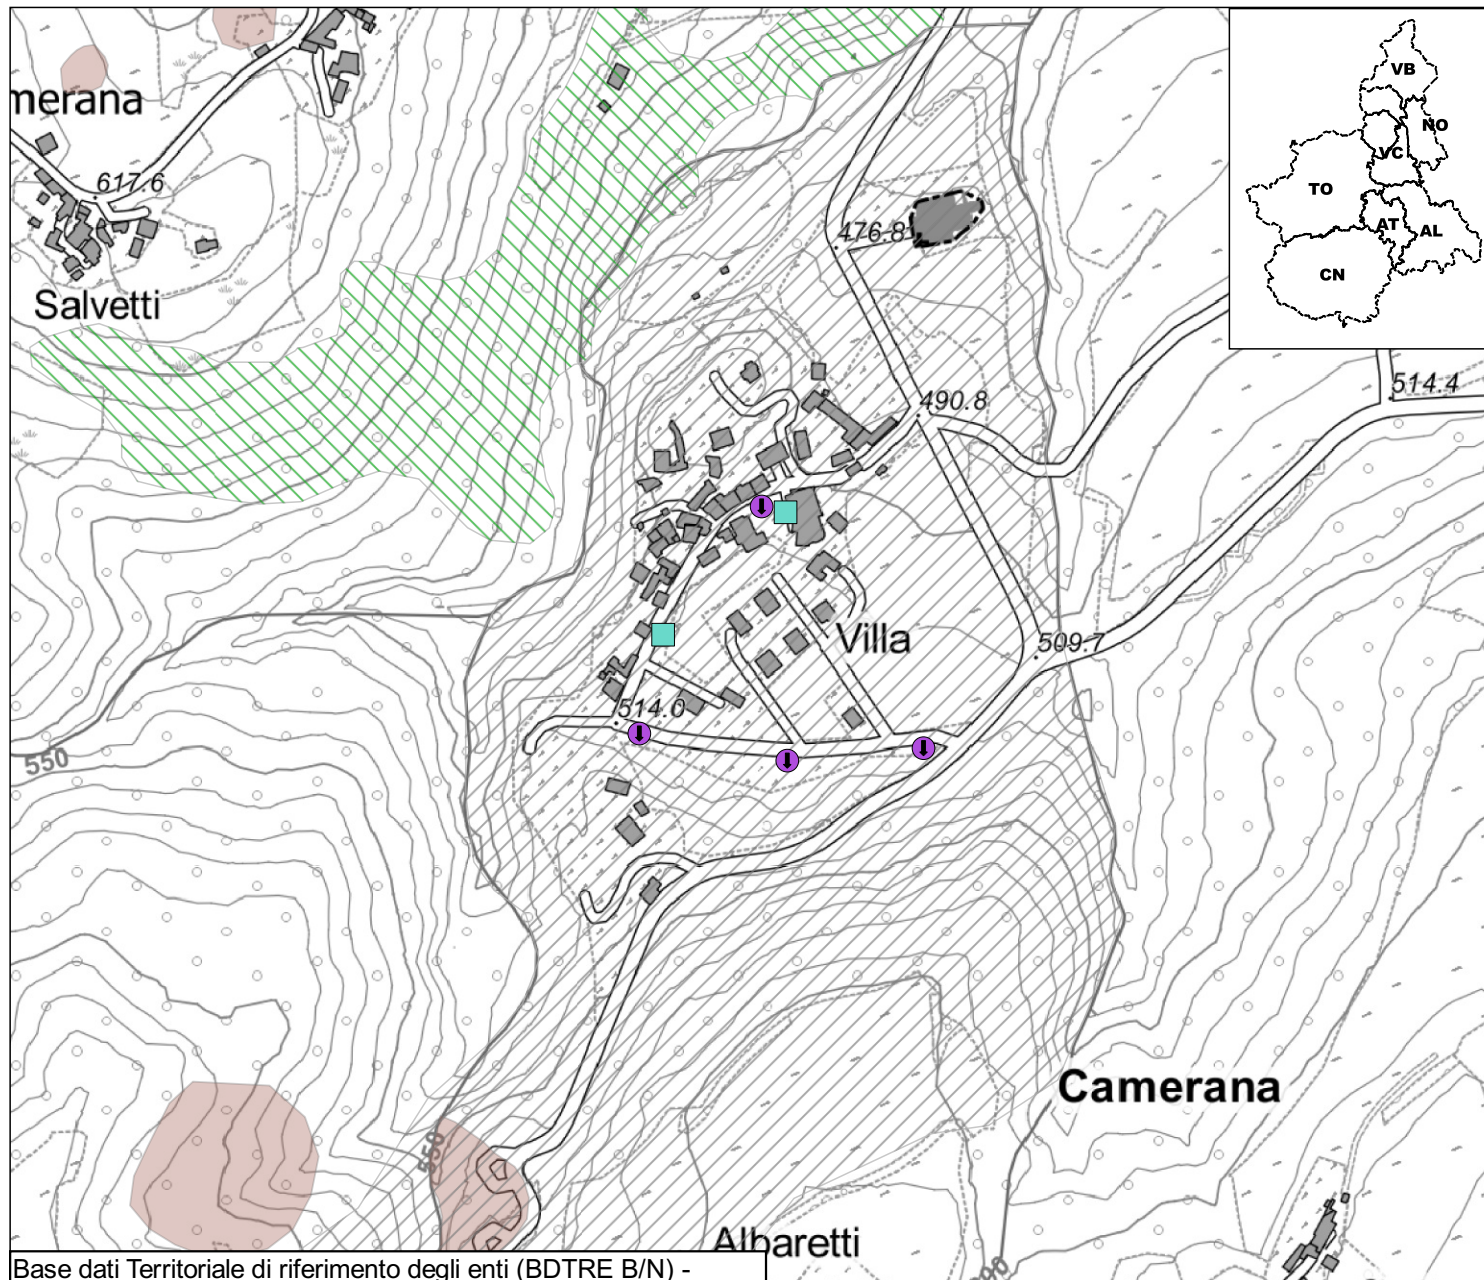 merana
617.6
Salvetti
VB
NO
VC
TO
AT
AL
CN
476.8
490.8
514.4
Villa
509.7
514.0
550
Camerana
550
Albaretti
Base dati Territoriale di riferimento degli enti (BDTRE B/N) -